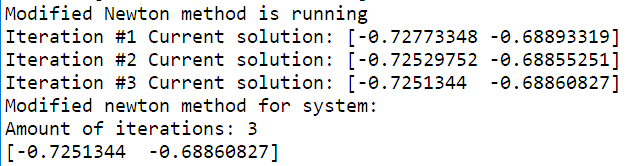 Modified Newton method is running
Iteration #1 Current solution: [-0.72773348 -0.68893319]
Iteration #2 Current solution: [-0.72529752 -0.68855251]
Iteration #3 Current solution: [-0.7251344  -0.68860827]
Modified newton method for system:
Amount of iterations: 3
[-0.7251344  -0.68860827]